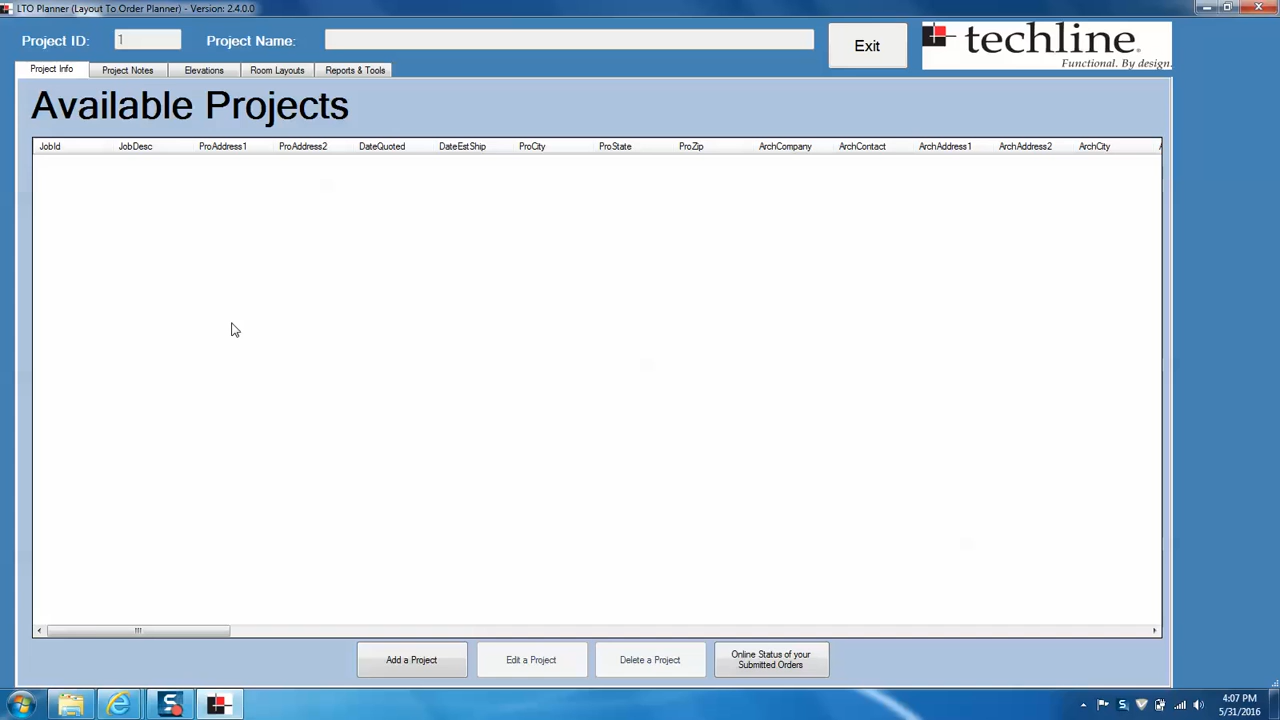 LTO Planner (Layout To Order Planner) - Version: 2.4.0.0
Project ID: 1 Project Name: Exit
techline
Functional. By design.
Project Info Project Notes Elevations Room Layouts Reports & Tools
Available Projects
JobId JobDesc ProAddress1 ProAddress2 DateQuoted DateEstShip ProCity ProState ProZip ArchCompany ArchContact ArchAddress1 ArchAddress2 ArchCity
Add a Project Edit a Project Delete a Project Online Status of your
Submitted Orders
4:07 PM
5/31/2016